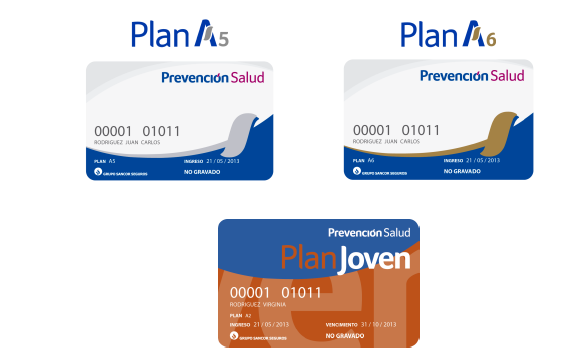 Plan A5
Prevención Salud
00001 01011
RODRIGUEZ JUAN CARLOS
PLAN A5 INGRESO 21 / 05 / 2013
GRUPO SANCOR SEGUROS NO GRAVADO
Plan A6
Prevención Salud
00001 01011
RODRIGUEZ JUAN CARLOS
PLAN A6 INGRESO 21 / 05 / 2013
GRUPO SANCOR SEGUROS NO GRAVADO
Prevención Salud
Plan Joven
00001 01011
RODRIGUEZ VIRGINIA
PLAN A2
INGRESO 21 / 05 / 2013 VENCIMIENTO 31 / 10 / 2013
GRUPO SANCOR SEGUROS NO GRAVADO